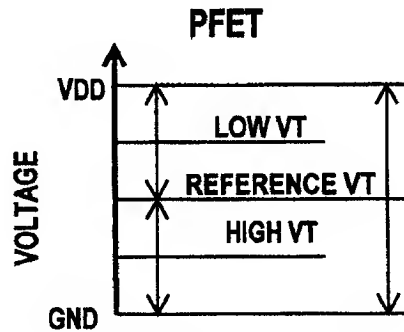 PFET
VDD
LOW VT
REFERENCE VT
HIGH VT
GND
VOLTAGE